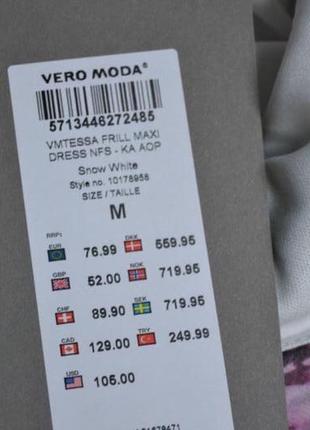 VERO MODA®
5713446272485
VMTESSA FRILL MAXI
DRESS NFS - KA AOP
Snow White
Style no. 10178958
SIZE / TAILLE
M
RRP:
EUR 76.99 DKK 559.95
GBP 52.00 NOK 719.95
CHF 89.90 SEK 719.95
CAD 129.00 TRY 249.99
USD 105.00